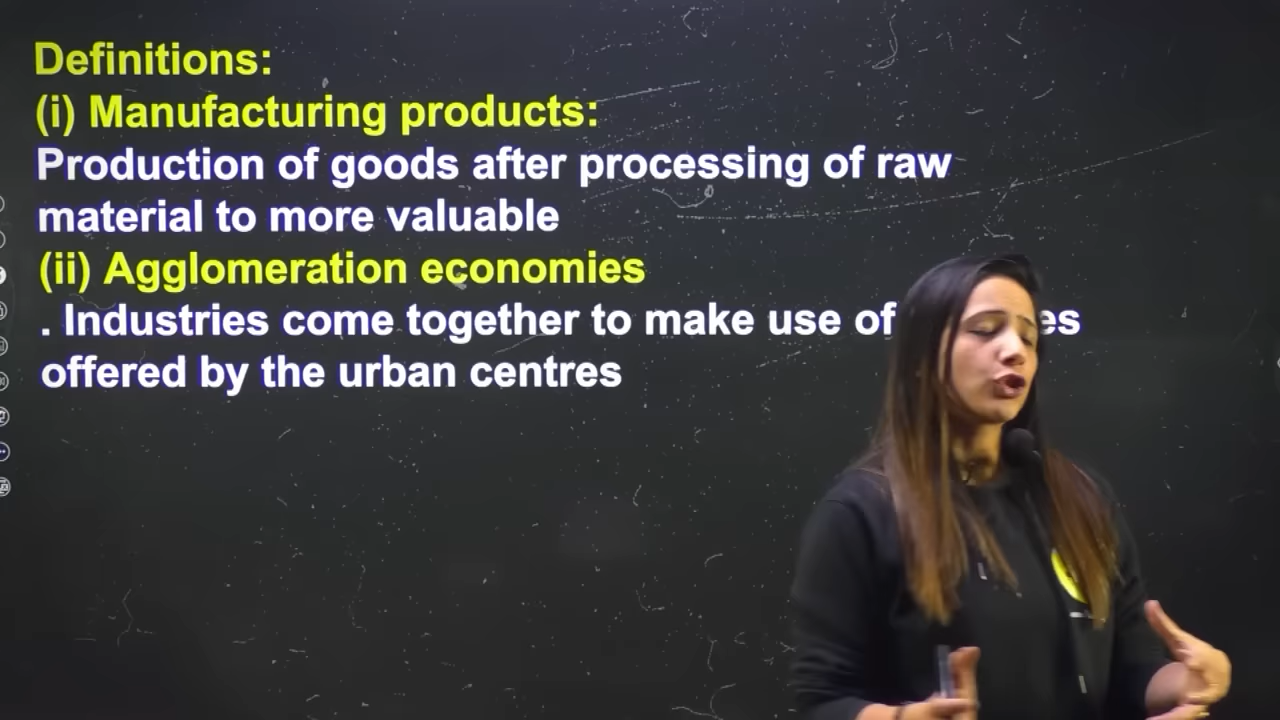 Definitions:
(i) Manufacturing products:
Production of goods after processing of raw
material to more valuable
(ii) Agglomeration economies
. Industries come together to make use of
offered by the urban centres